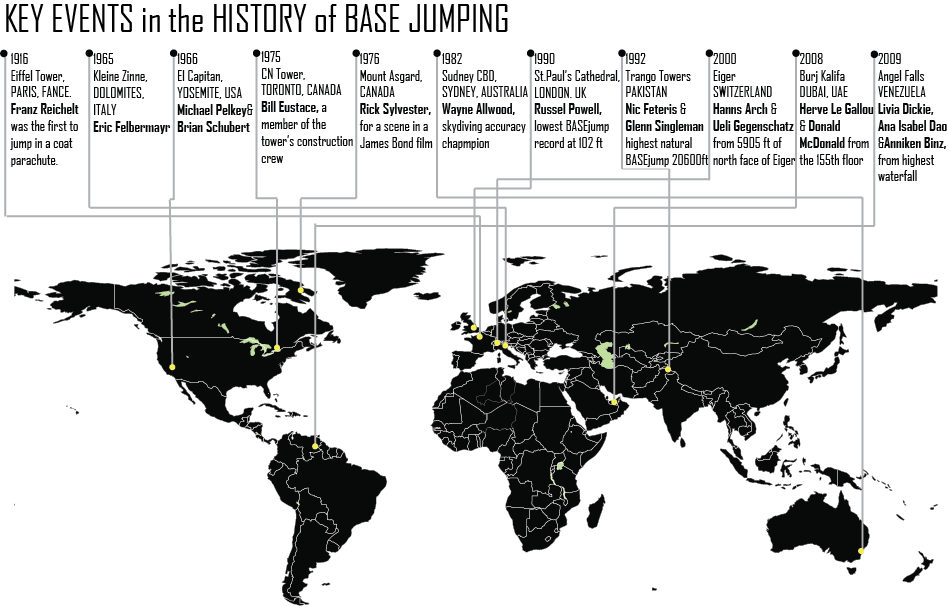 KEY EVENTS in the HISTORY of BASE JUMPING
1916
Eiffel Tower,
PARIS, FANCE.
Franz Reichelt
was the first to
jump in a coat
parachute.
1965
Kleine Zinne,
DOLOMITES,
ITALY
Eric Felbermayr
1966
El Capitan,
YOSEMITE, USA
Michael Pelkey&
Brian Schubert
1975
CN Tower,
TORONTO, CANADA
Bill Eustace, a
member of the
tower's construction
crew
1976
Mount Asgard,
CANADA
Rick Sylvester,
for a scene in a
James Bond film
1982
Sudney CBD,
SYDNEY, AUSTRALIA
Wayne Allwood,
skydiving accuracy
chapmpion
1990
St.Paul's Cathedral,
LONDON. UK
Russel Powell,
lowest BASEjump
record at 102 ft
1992
Trango Towers
PAKISTAN
Nic Feteris &
Glenn Singleman
highest natural
BASEjump 20600ft
2000
Eiger
SWITZERLAND
Hanns Arch &
Ueli Gegenschatz
from 5905 ft of
north face of Eiger
2008
Burj Kalifa
DUBAI, UAE
Herve Le Gallou
& Donald
McDonald from
the 155th floor
2009
Angel Falls
VENEZUELA
Livia Dickie,
Ana Isabel Dao
&Anniken Binz,
from highest
waterfall